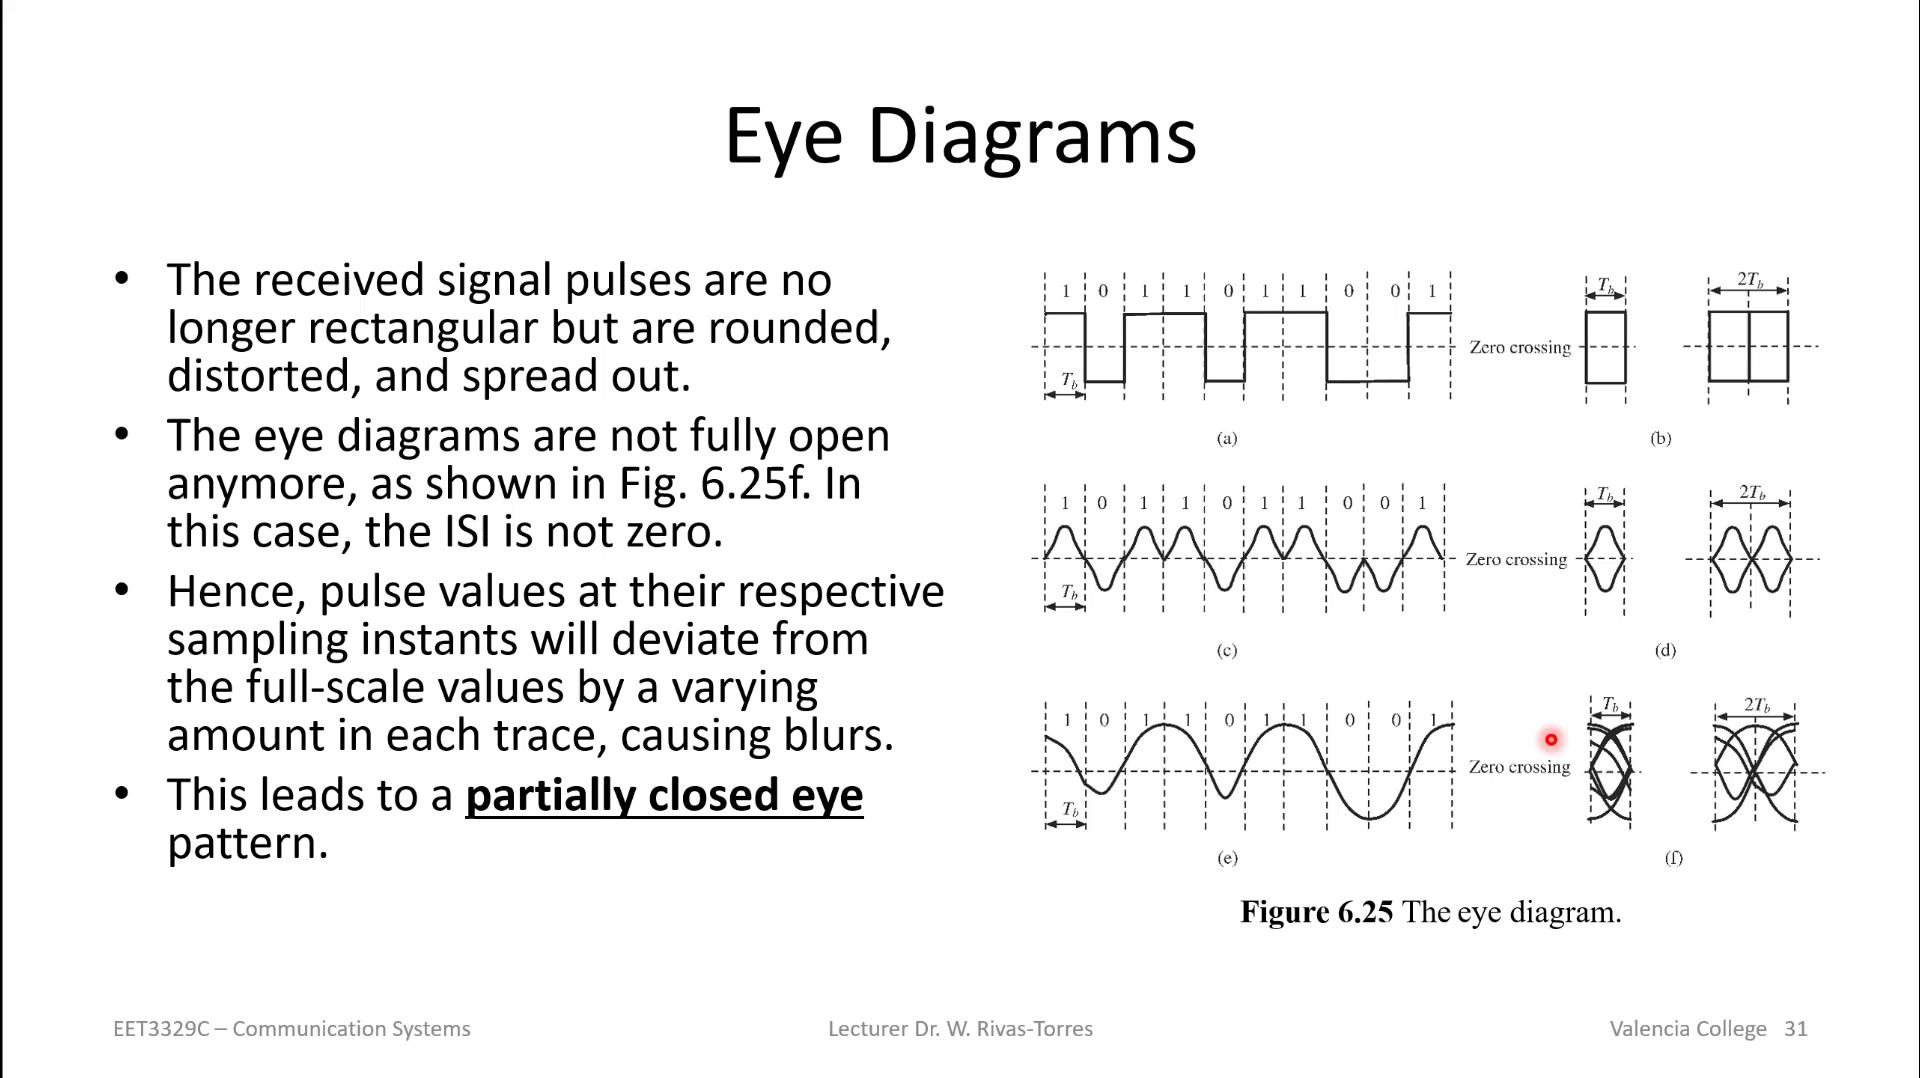 Eye Diagrams
• The received signal pulses are no
longer rectangular but are rounded,
distorted, and spread out.
• The eye diagrams are not fully open
anymore, as shown in Fig. 6.25f. In
this case, the ISI is not zero.
• Hence, pulse values at their respective
sampling instants will deviate from
the full-scale values by a varying
amount in each trace, causing blurs.
• This leads to a partially closed eye
pattern.
1 0 1 1 0 1 1 0 0 1
Tb
Zero crossing
Tb
2Tb
(a)
(b)
1 0 1 1 0 1 1 0 0 1
Tb
Zero crossing
Tb
2Tb
(c)
(d)
1 0 1 1 0 1 1 0 0 1
Tb
Zero crossing
Tb
2Tb
(e)
(f)
Figure 6.25 The eye diagram.
EET3329C – Communication Systems
Lecturer Dr. W. Rivas-Torres
Valencia College 31